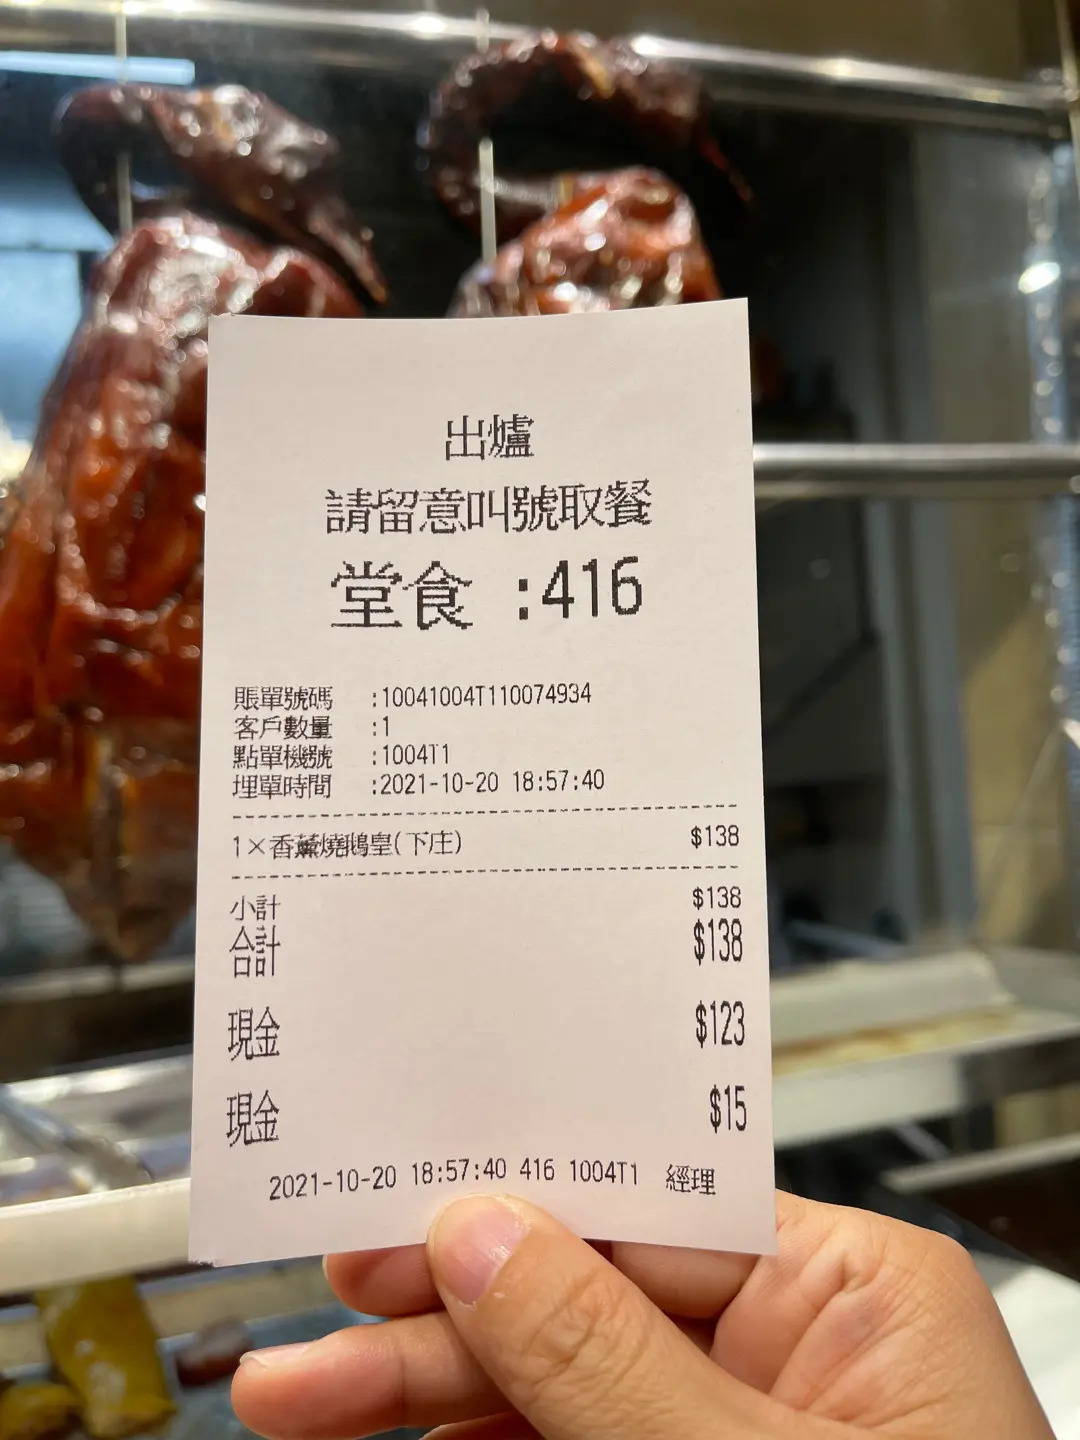 出爐
請留意叫號取餐
堂食 :416
賬單號碼 :10041004T110074934
客戶數量 :1
點單機號 :1004T1
埋單時間 :2021-10-20 18:57:40
1×香薰燒鵝皇(下庄) $138
小計 $138
合計 $138
現金 $123
現金 $15
2021-10-20 18:57:40 416 1004T1 經理